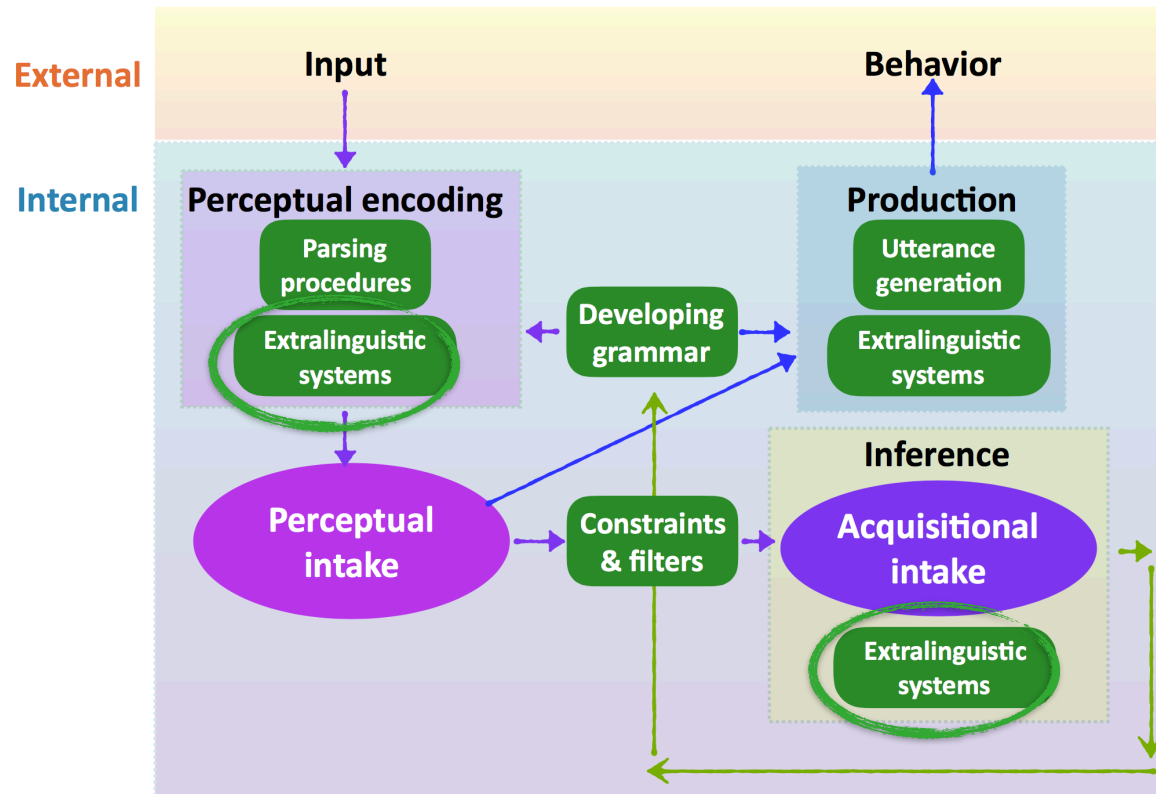 External
Input
Behavior
Internal
Perceptual encoding
Parsing
procedures
Extralinguistic
systems
Developing
grammar
Production
Utterance
generation
Extralinguistic
systems
Perceptual
intake
Constraints
& filters
Inference
Acquisitional
intake
Extralinguistic
systems